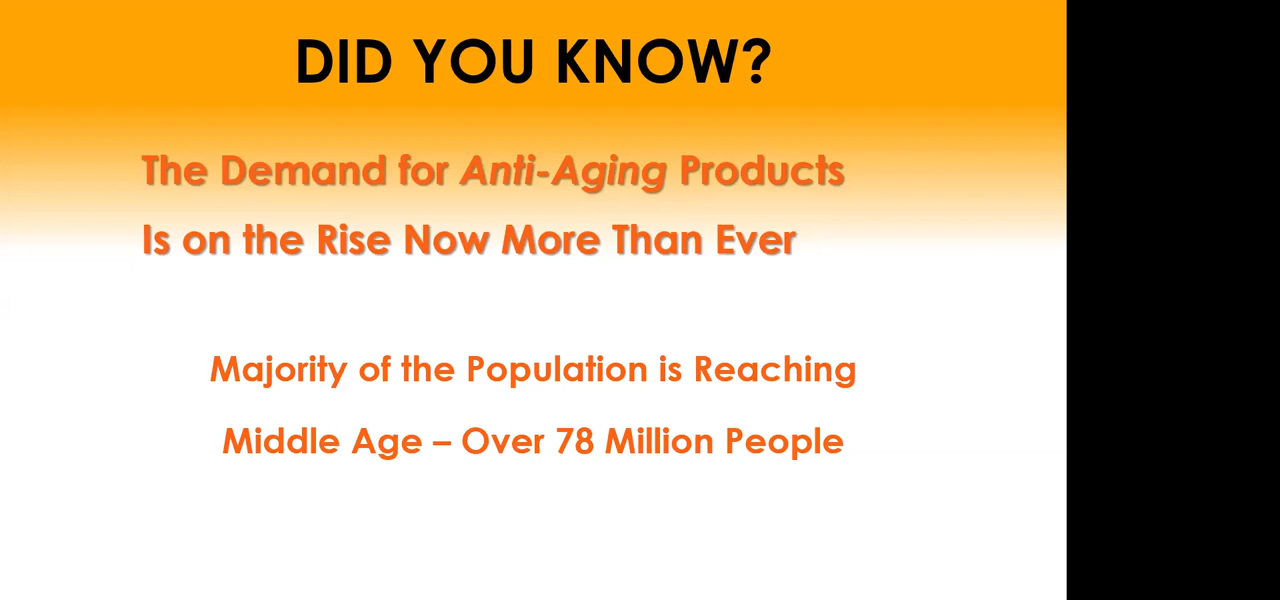 DID YOU KNOW?
The Demand for Anti-Aging Products
Is on the Rise Now More Than Ever
Majority of the Population is Reaching
Middle Age – Over 78 Million People